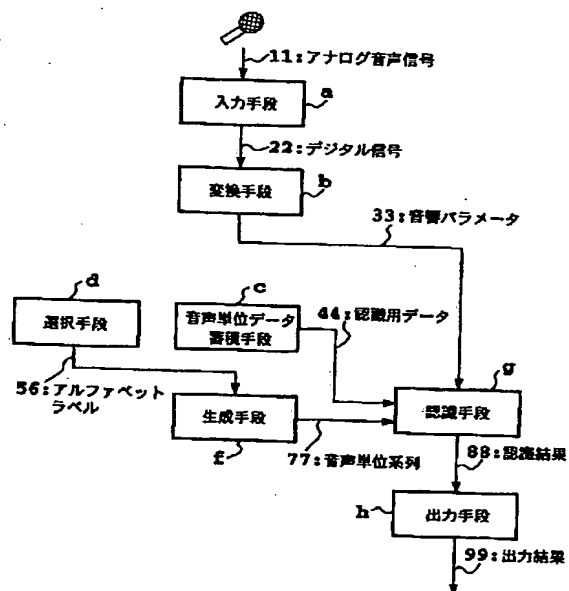 11:アナログ音声信号
a
入力手段
22:デジタル信号
b
変換手段
33:音響パラメータ
d
選択手段
c
音声単位データ
蓄積手段
44:認識用データ
g
認識手段
56:アルファベット
ラベル
生成手段
f
77:音声単位系列
88:認識結果
h
出力手段
99:出力結果